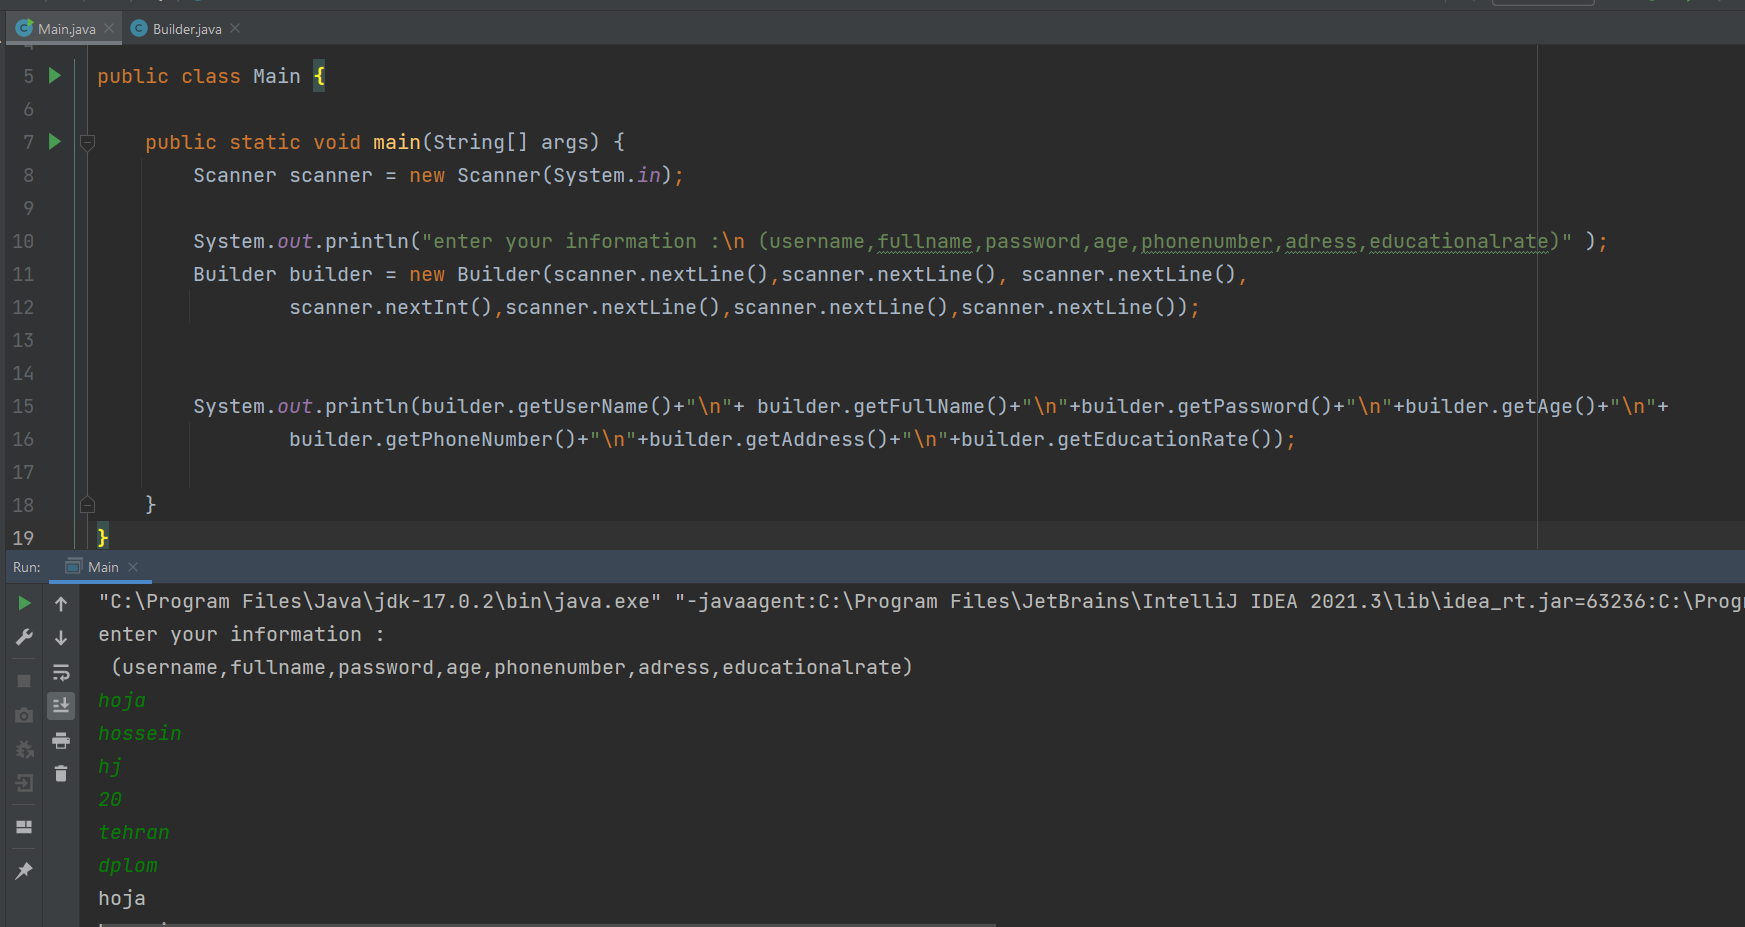 Main.java
Builder.java
5 public class Main {
6
7 public static void main(String[] args) {
8 Scanner scanner = new Scanner(System.in);
9
10 System.out.println("enter your information :\n (username,fullname,password,age,phonenumber,adress,educationalrate)" );
11 Builder builder = new Builder(scanner.nextLine(),scanner.nextLine(), scanner.nextLine(),
12 scanner.nextInt(),scanner.nextLine(),scanner.nextLine(),scanner.nextLine());
13
14
15 System.out.println(builder.getUserName()+"\n"+ builder.getFullName()+"\n"+builder.getPassword()+"\n"+builder.getAge()+"\n"+
16 builder.getPhoneNumber()+"\n"+builder.getAddress()+"\n"+builder.getEducationRate());
17
18 }
19 }
Run: Main
"C:\Program Files\Java\jdk-17.0.2\bin\java.exe" "-javaagent:C:\Program Files\JetBrains\IntelliJ IDEA 2021.3\lib\idea_rt.jar=63236:C:\Prog
enter your information :
(username,fullname,password,age,phonenumber,adress,educationalrate)
hoja
hossein
hj
20
tehran
dplom
hoja